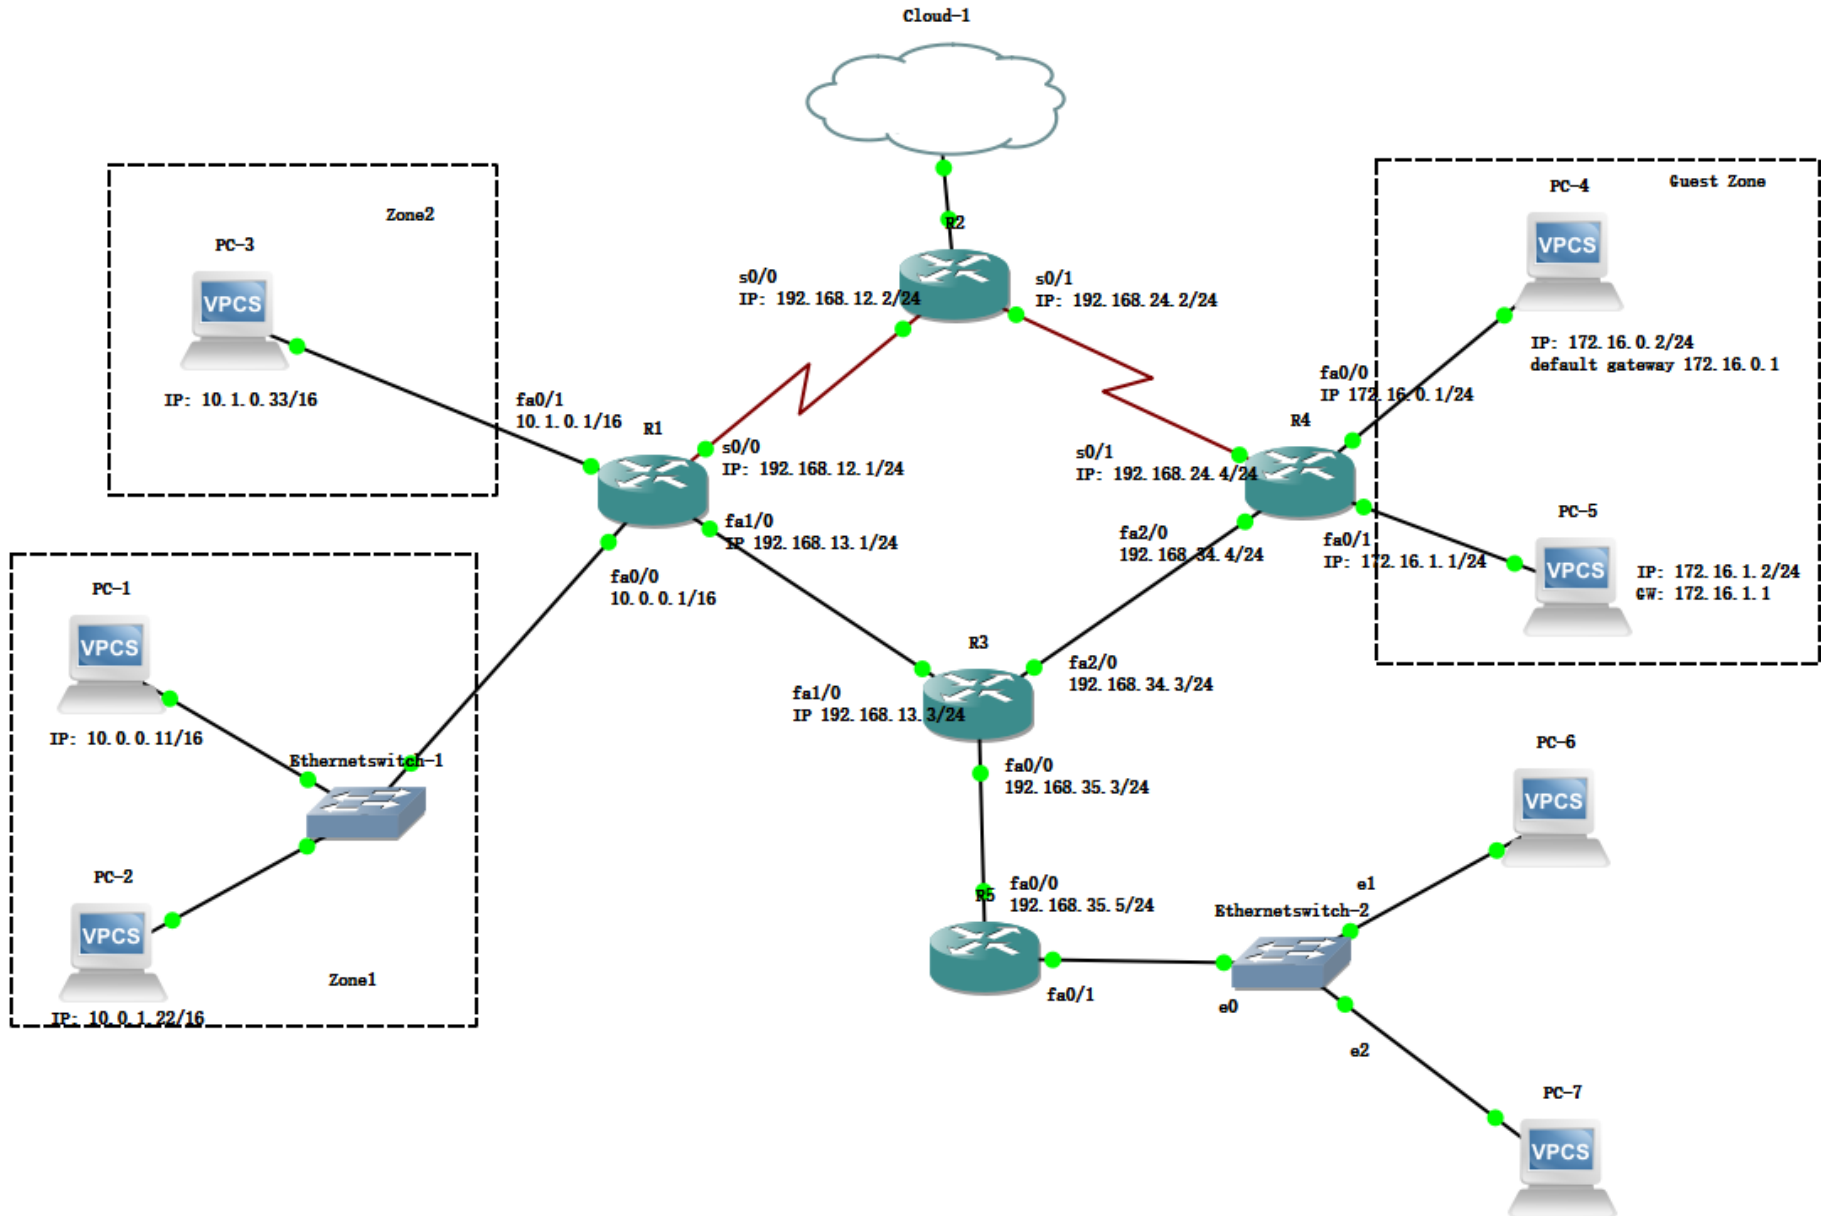 Cloud-1
Guest Zone
PC-4
Zone2
R2
PC-3
VPCS
VPCS
s0/0
IP: 192.168.12.2/24
s0/1
IP: 192.168.24.2/24
IP: 172.16.0.2/24
default gateway 172.16.0.1
fa0/0
IP 172.16.0.1/24
IP: 10.1.0.33/16
fa0/1
10.1.0.1/16
R1
R4
s0/0
IP: 192.168.12.1/24
s0/1
IP: 192.168.24.4/24
fa1/0
IP 192.168.13.1/24
fa2/0
192.168.34.4/24
fa0/1
IP: 172.16.1.1/24
PC-5
VPCS
IP: 172.16.1.2/24
GW: 172.16.1.1
fa0/0
10.0.0.1/16
PC-1
VPCS
R3
fa2/0
192.168.34.3/24
fa1/0
IP 192.168.13.3/24
IP: 10.0.0.11/16
Ethernetswitch-1
fa0/0
192.168.35.3/24
PC-6
VPCS
PC-2
VPCS
fa0/0
192.168.35.5/24
R5
e1
Ethernetswitch-2
Zone1
IP: 10.0.1.22/16
fa0/1
e0
e2
PC-7
VPCS